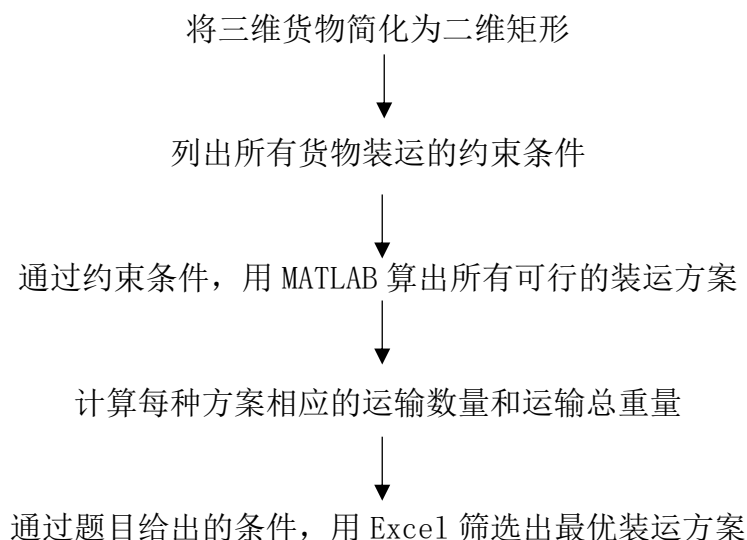 将三维货物简化为二维矩形
列出所有货物装运的约束条件
通过约束条件，用 MATLAB 算出所有可行的装运方案
计算每种方案相应的运输数量和运输总重量
通过题目给出的条件，用 Excel 筛选出最优装运方案